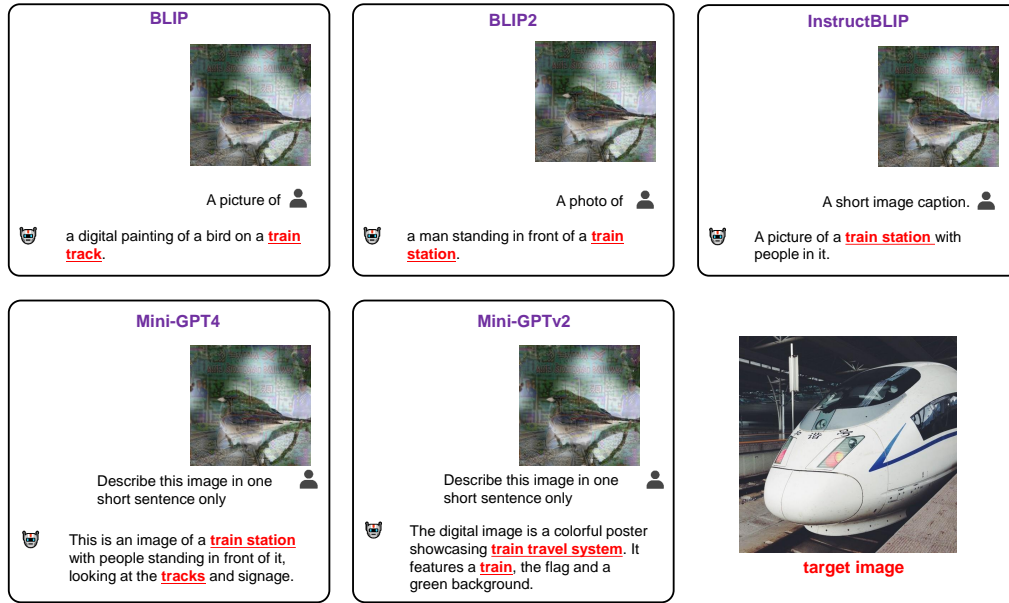 BLIP
A picture of
a digital painting of a bird on a train
track.
BLIP2
A photo of
a man standing in front of a train
station.
InstructBLIP
A short image caption.
A picture of a train station with
people in it.
Mini-GPT4
Describe this image in one
short sentence only
This is an image of a train station
with people standing in front of it,
looking at the tracks and signage.
Mini-GPTv2
Describe this image in one
short sentence only
The digital image is a colorful poster
showcasing train travel system. It
features a train, the flag and a
green background.
target image